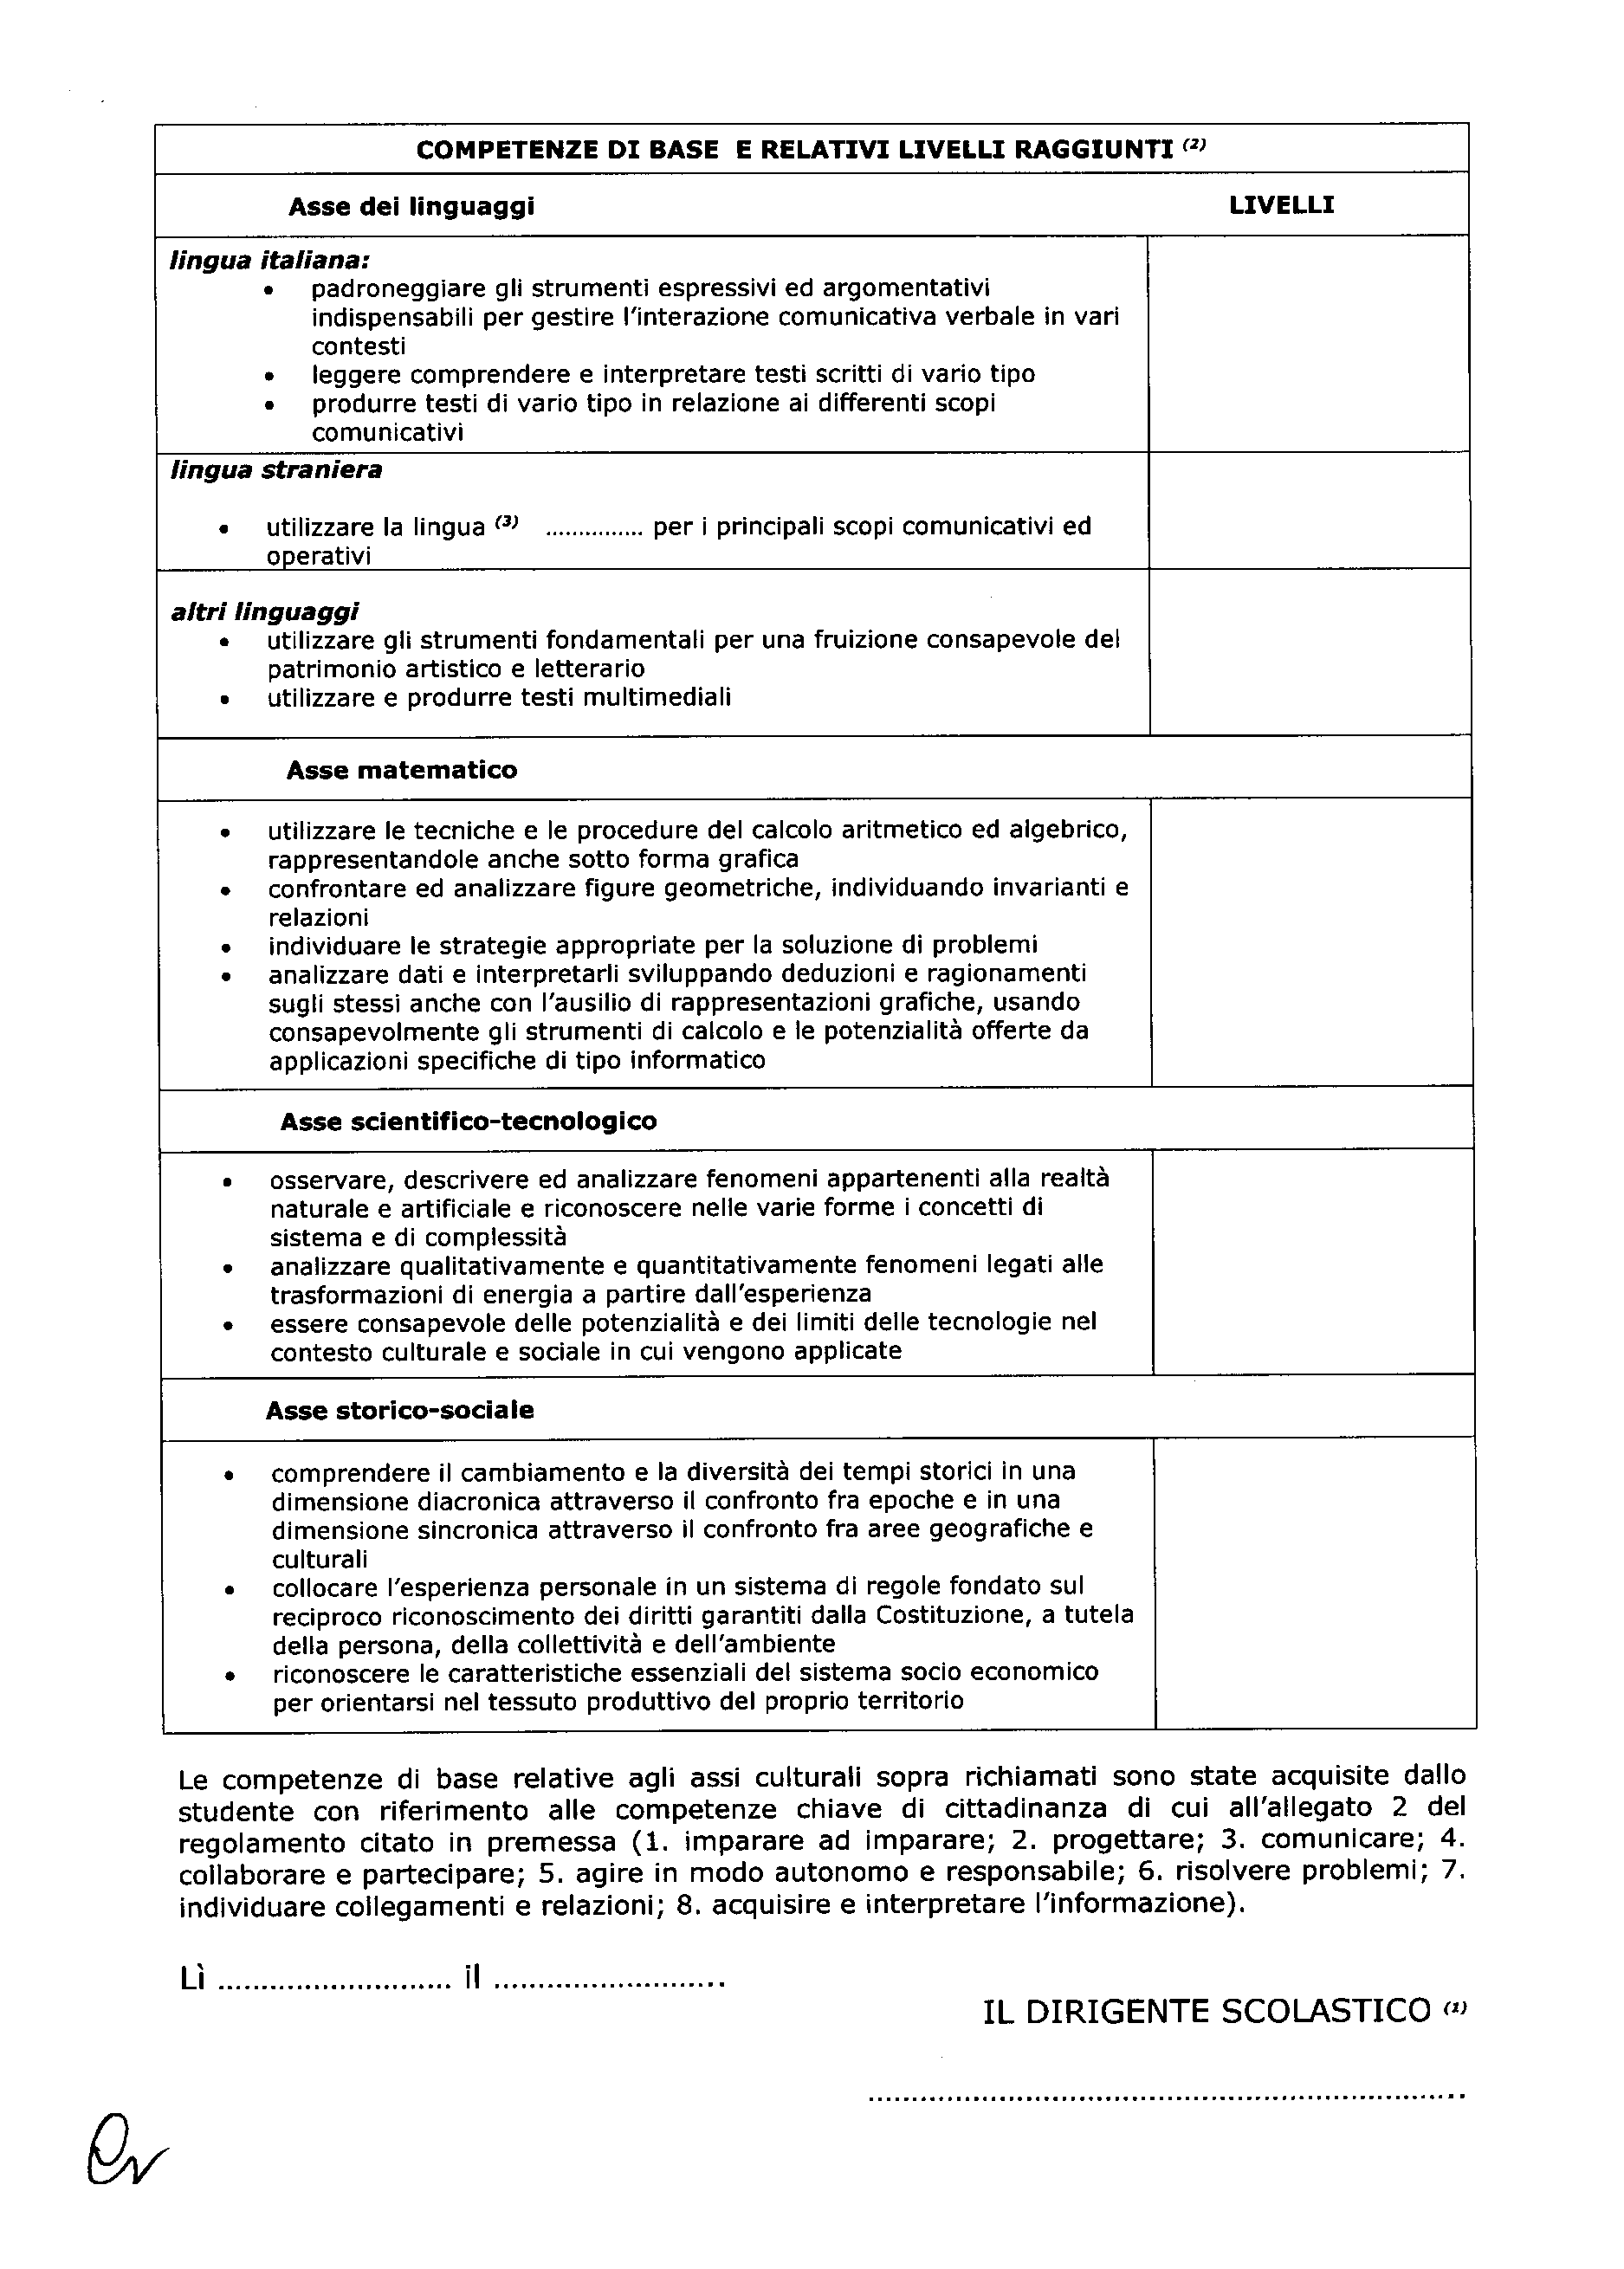 COMPETENZE DI BASE E RELATIVI LIVELLI RAGGIUNTI (2)
Asse dei linguaggi LIVELLI
lingua italiana:
• padroneggiare gli strumenti espressivi ed argomentativi
indispensabili per gestire l'interazione comunicativa verbale in vari
contesti
• leggere comprendere e interpretare testi scritti di vario tipo
• produrre testi di vario tipo in relazione ai differenti scopi
comunicativi
lingua straniera
• utilizzare la lingua (3) .............. per i principali scopi comunicativi ed
operativi
altri linguaggi
• utilizzare gli strumenti fondamentali per una fruizione consapevole del
patrimonio artistico e letterario
• utilizzare e produrre testi multimediali
Asse matematico
• utilizzare le tecniche e le procedure del calcolo aritmetico ed algebrico,
rappresentandole anche sotto forma grafica
• confrontare ed analizzare figure geometriche, individuando invarianti e
relazioni
• individuare le strategie appropriate per la soluzione di problemi
• analizzare dati e interpretarli sviluppando deduzioni e ragionamenti
sugli stessi anche con l'ausilio di rappresentazioni grafiche, usando
consapevolmente gli strumenti di calcolo e le potenzialità offerte da
applicazioni specifiche di tipo informatico
Asse scientifico-tecnologico
• osservare, descrivere ed analizzare fenomeni appartenenti alla realtà
naturale e artificiale e riconoscere nelle varie forme i concetti di
sistema e di complessità
• analizzare qualitativamente e quantitativamente fenomeni legati alle
trasformazioni di energia a partire dall'esperienza
• essere consapevole delle potenzialità e dei limiti delle tecnologie nel
contesto culturale e sociale in cui vengono applicate
Asse storico-sociale
• comprendere il cambiamento e la diversità dei tempi storici in una
dimensione diacronica attraverso il confronto fra epoche e in una
dimensione sincronica attraverso il confronto fra aree geografiche e
culturali
• collocare l'esperienza personale in un sistema di regole fondato sul
reciproco riconoscimento dei diritti garantiti dalla Costituzione, a tutela
della persona, della collettività e dell'ambiente
• riconoscere le caratteristiche essenziali del sistema socio economico
per orientarsi nel tessuto produttivo del proprio territorio
Le competenze di base relative agli assi culturali sopra richiamati sono state acquisite dallo
studente con riferimento alle competenze chiave di cittadinanza di cui all'allegato 2 del
regolamento citato in premessa (1. imparare ad imparare; 2. progettare; 3. comunicare; 4.
collaborare e partecipare; 5. agire in modo autonomo e responsabile; 6. risolvere problemi; 7.
individuare collegamenti e relazioni; 8. acquisire e interpretare l'informazione).
Lì ........................... il ..........................
IL DIRIGENTE SCOLASTICO (1)
....................................................................